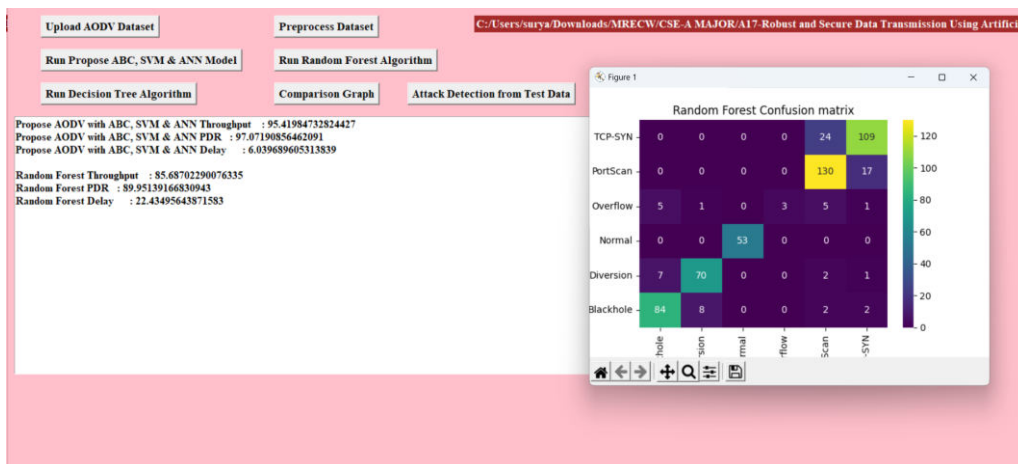 Upload AODV Dataset
Preprocess Dataset
C:/Users/surya/Downloads/MRECW/CSE-A MAJOR/A17-Robust and Secure Data Transmission Using Artifici
Run Propose ABC, SVM & ANN Model
Run Random Forest Algorithm
Run Decision Tree Algorithm
Comparison Graph
Attack Detection from Test Data
Propose AODV with ABC, SVM & ANN Throughput : 95.41984732824427
Propose AODV with ABC, SVM & ANN PDR : 97.07190856462091
Propose AODV with ABC, SVM & ANN Delay : 6.039689605313839
Random Forest Throughput : 85.68702290076335
Random Forest PDR : 89.95139166830943
Random Forest Delay : 22.43495643871583
Figure 1
Random Forest Confusion matrix
TCP-SYN 0 0 0 0 24 109
PortScan 0 0 0 0 130 17
Overflow 5 1 0 3 5 1
Normal 0 0 53 0 0 0
Diversion 7 70 0 0 2 1
Blackhole 84 8 0 0 2 2
hole
sion
mal
flow
Scan
-SYN
120
100
80
60
40
20
0